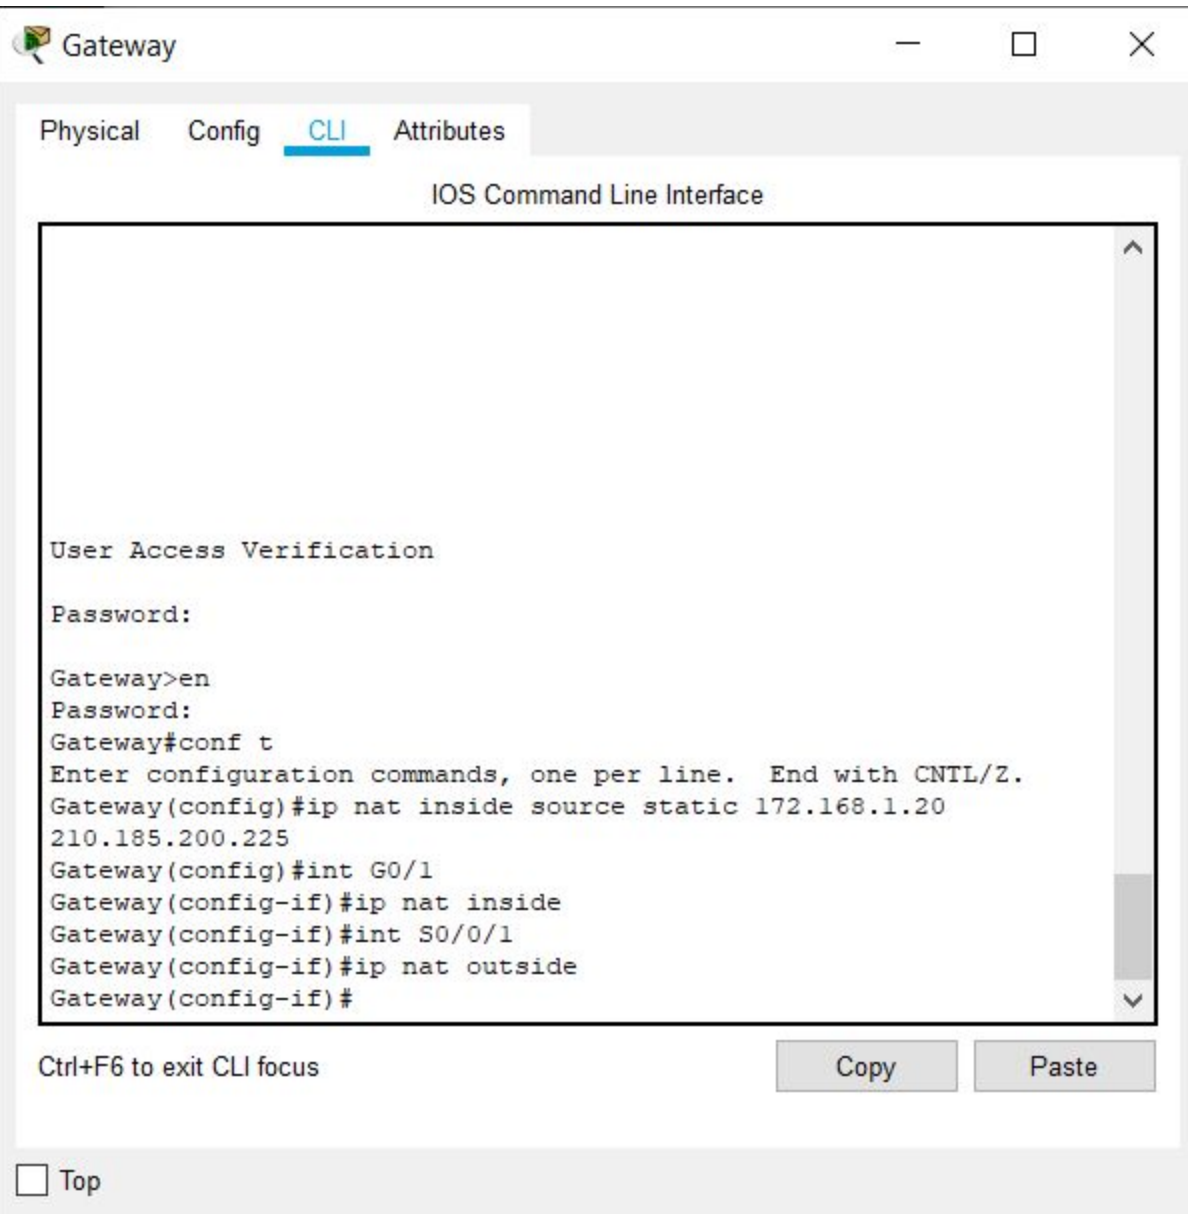 Gateway
Physical Config CLI Attributes
IOS Command Line Interface
User Access Verification
Password:
Gateway>en
Password:
Gateway#conf t
Enter configuration commands, one per line.  End with CNTL/Z.
Gateway(config)#ip nat inside source static 172.168.1.20
210.185.200.225
Gateway(config)#int G0/1
Gateway(config-if)#ip nat inside
Gateway(config-if)#int S0/0/1
Gateway(config-if)#ip nat outside
Gateway(config-if)#
Ctrl+F6 to exit CLI focus
Copy Paste
Top